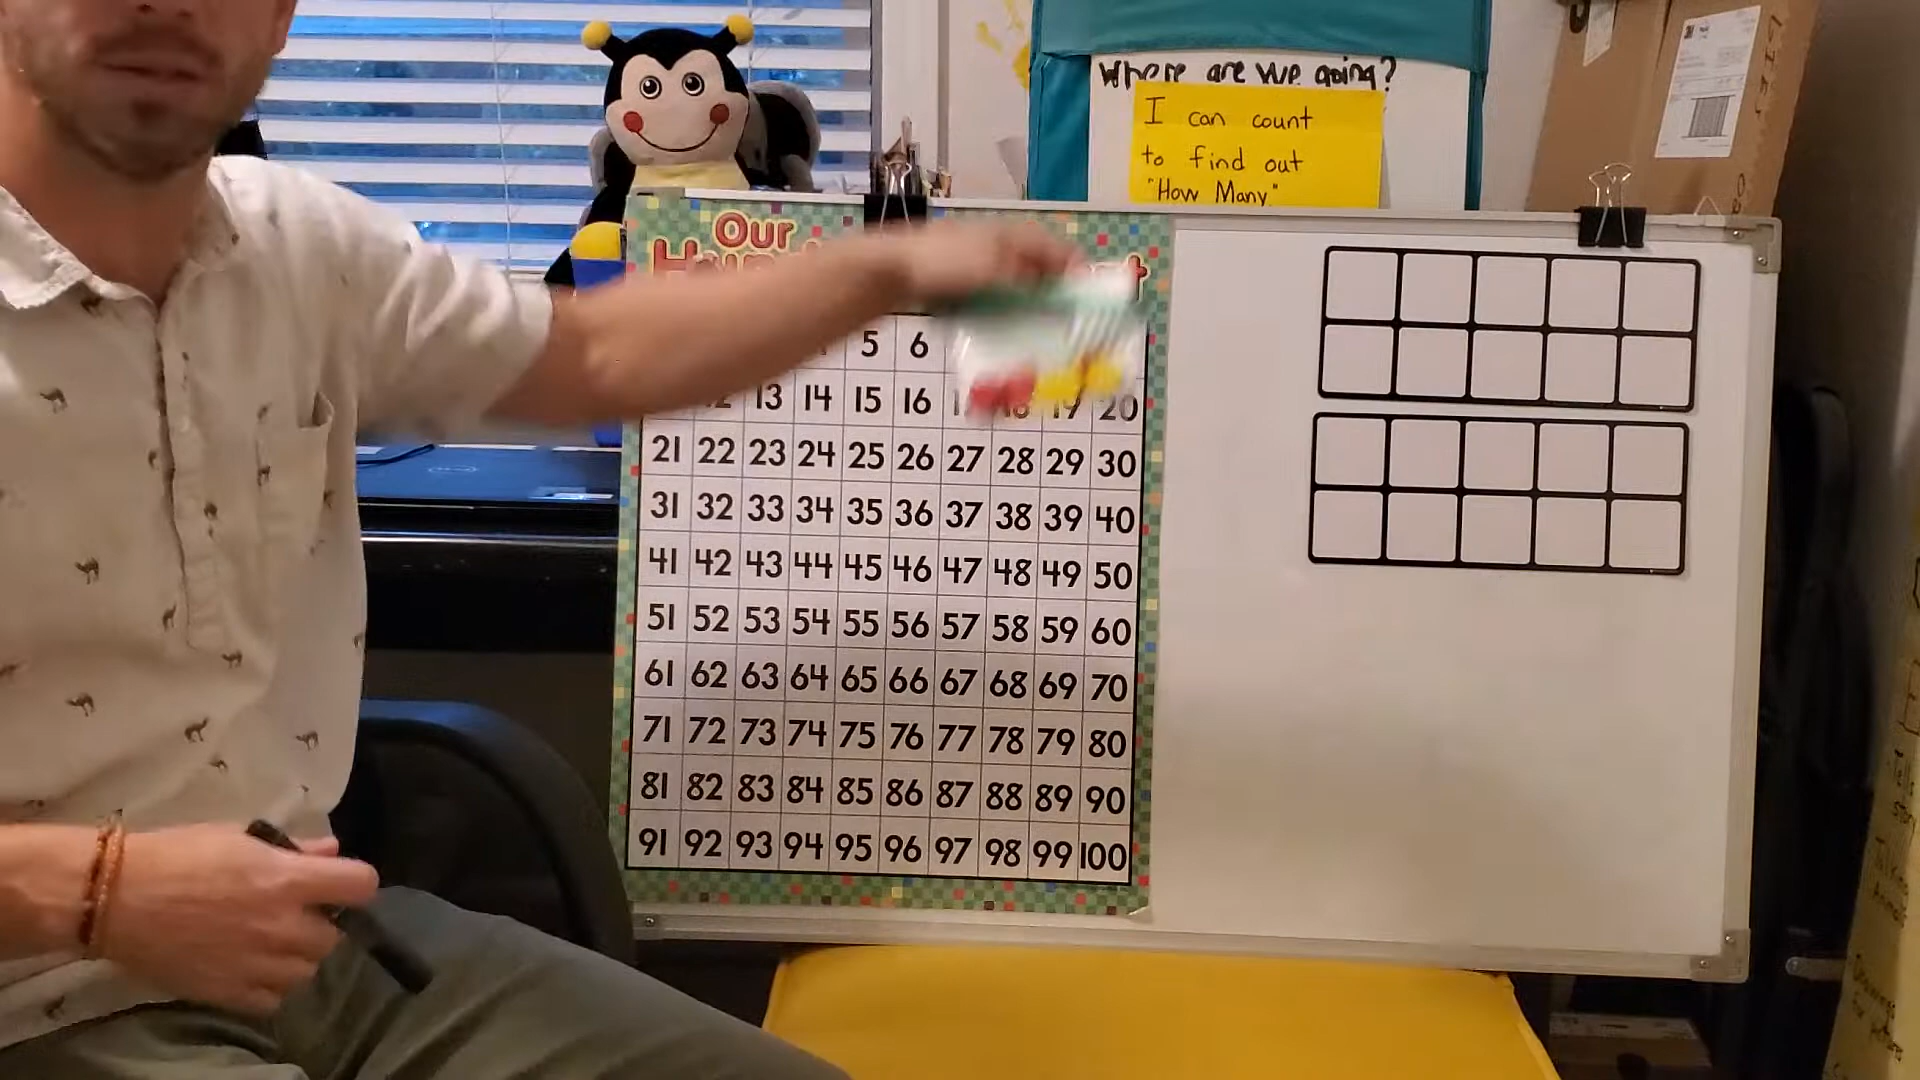 Where are we going?
I can count
to find out
"How Many"
Our
5 6
13 14 15 16 19 20
21 22 23 24 25 26 27 28 29 30
31 32 33 34 35 36 37 38 39 40
41 42 43 44 45 46 47 48 49 50
51 52 53 54 55 56 57 58 59 60
61 62 63 64 65 66 67 68 69 70
71 72 73 74 75 76 77 78 79 80
81 82 83 84 85 86 87 88 89 90
91 92 93 94 95 96 97 98 99 100